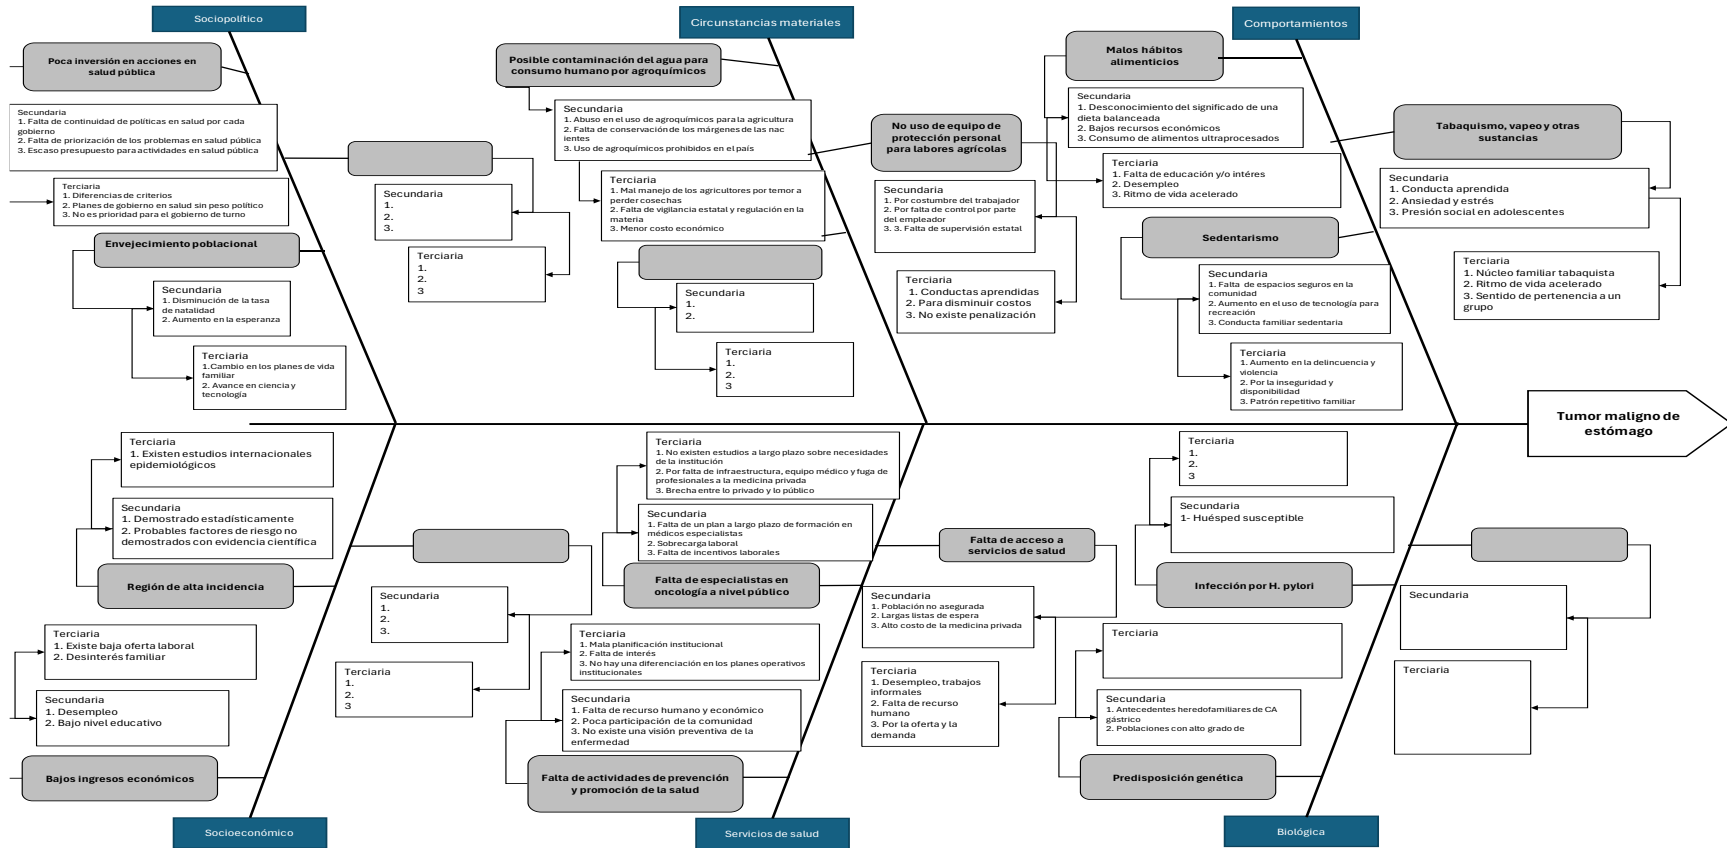 Sociopolítico
Poca inversión en acciones en
salud pública
Secundaria
1. Falta de continuidad de políticas en salud por cada
gobierno
2. Falta de priorización de los problemas en salud pública
3. Escaso presupuesto para actividades en salud pública
Terciaria
1. Diferencias de criterios
2. Planes de gobierno en salud sin peso político
3. No es prioridad para el gobierno de turno
Envejecimiento poblacional
Secundaria
1. Disminución de la tasa
de natalidad
2. Aumento en la esperanza
Terciaria
1.Cambio en los planes de vida
familiar
2. Avance en ciencia y
tecnología
Secundaria
1.
2.
3.
Terciaria
1.
2.
3
Circunstancias materiales
Posible contaminación del agua para
consumo humano por agroquímicos
Secundaria
1. Abuso en el uso de agroquímicos para la agricultura
2. Falta de conservación de los márgenes de las nac
ientes
3. Uso de agroquímicos prohibidos en el país
Terciaria
1. Mal manejo de los agricultores por temor a
perder cosechas
2. Falta de vigilancia estatal y regulación en la
materia
3. Menor costo económico
Secundaria
1.
2.
Terciaria
1.
2.
3
No uso de equipo de
protección personal
para labores agrícolas
Secundaria
1. Por costumbre del trabajador
2. Por falta de control por parte
del empleador
3. 3. Falta de supervisión estatal
Terciaria
1. Conductas aprendidas
2. Para disminuir costos
3. No existe penalización
Comportamientos
Malos hábitos
alimenticios
Secundaria
1. Desconocimiento del significado de una
dieta balanceada
2. Bajos recursos económicos
3. Consumo de alimentos ultraprocesados
Terciaria
1. Falta de educación y/o intéres
2. Desempleo
3. Ritmo de vida acelerado
Sedentarismo
Secundaria
1. Falta de espacios seguros en la
comunidad
2. Aumento en el uso de tecnología para
recreación
3. Conducta familiar sedentaria
Terciaria
1. Aumento en la delincuencia y
violencia
2. Por la inseguridad y
disponibilidad
3. Patrón repetitivo familiar
Tabaquismo, vapeo y otras
sustancias
Secundaria
1. Conducta aprendida
2. Ansiedad y estrés
3. Presión social en adolescentes
Terciaria
1. Núcleo familiar tabaquista
2. Ritmo de vida acelerado
3. Sentido de pertenencia a un
grupo
Tumor maligno de
estómago
Terciaria
1. Existen estudios internacionales
epidemiológicos
Secundaria
1. Demostrado estadísticamente
2. Probables factores de riesgo no
demostrados con evidencia científica
Región de alta incidencia
Terciaria
1. Existe baja oferta laboral
2. Desinterés familiar
Secundaria
1. Desempleo
2. Bajo nivel educativo
Bajos ingresos económicos
Socioeconómico
Secundaria
1.
2.
3.
Terciaria
1.
2.
3
Terciaria
1. No existen estudios a largo plazo sobre necesidades
de la institución
2. Por falta de infraestructura, equipo médico y fuga de
profesionales a la medicina privada
3. Brecha entre lo privado y lo público
Secundaria
1. Falta de un plan a largo plazo de formación en
médicos especialistas
2. Sobrecarga laboral
3. Falta de incentivos laborales
Falta de especialistas en
oncología a nivel público
Terciaria
1. Mala planificación institucional
2. Falta de interés
3. No hay una diferenciación en los planes operativos
institucionales
Secundaria
1. Falta de recurso humano y económico
2. Poca participación de la comunidad
3. No existe una visión preventiva de la
enfermedad
Falta de actividades de prevención
y promoción de la salud
Servicios de salud
Falta de acceso a
servicios de salud
Secundaria
1. Población no asegurada
2. Largas listas de espera
3. Alto costo de la medicina privada
Terciaria
1. Desempleo, trabajos
informales
2. Falta de recurso
humano
3. Por la oferta y la
demanda
Terciaria
1.
2.
3
Secundaria
1- Huésped susceptible
Infección por H. pylori
Terciaria
Secundaria
1. Antecedentes heredofamiliares de CA
gástrico
2. Poblaciones con alto grado de
Predisposición genética
Biológica
Secundaria
Terciaria